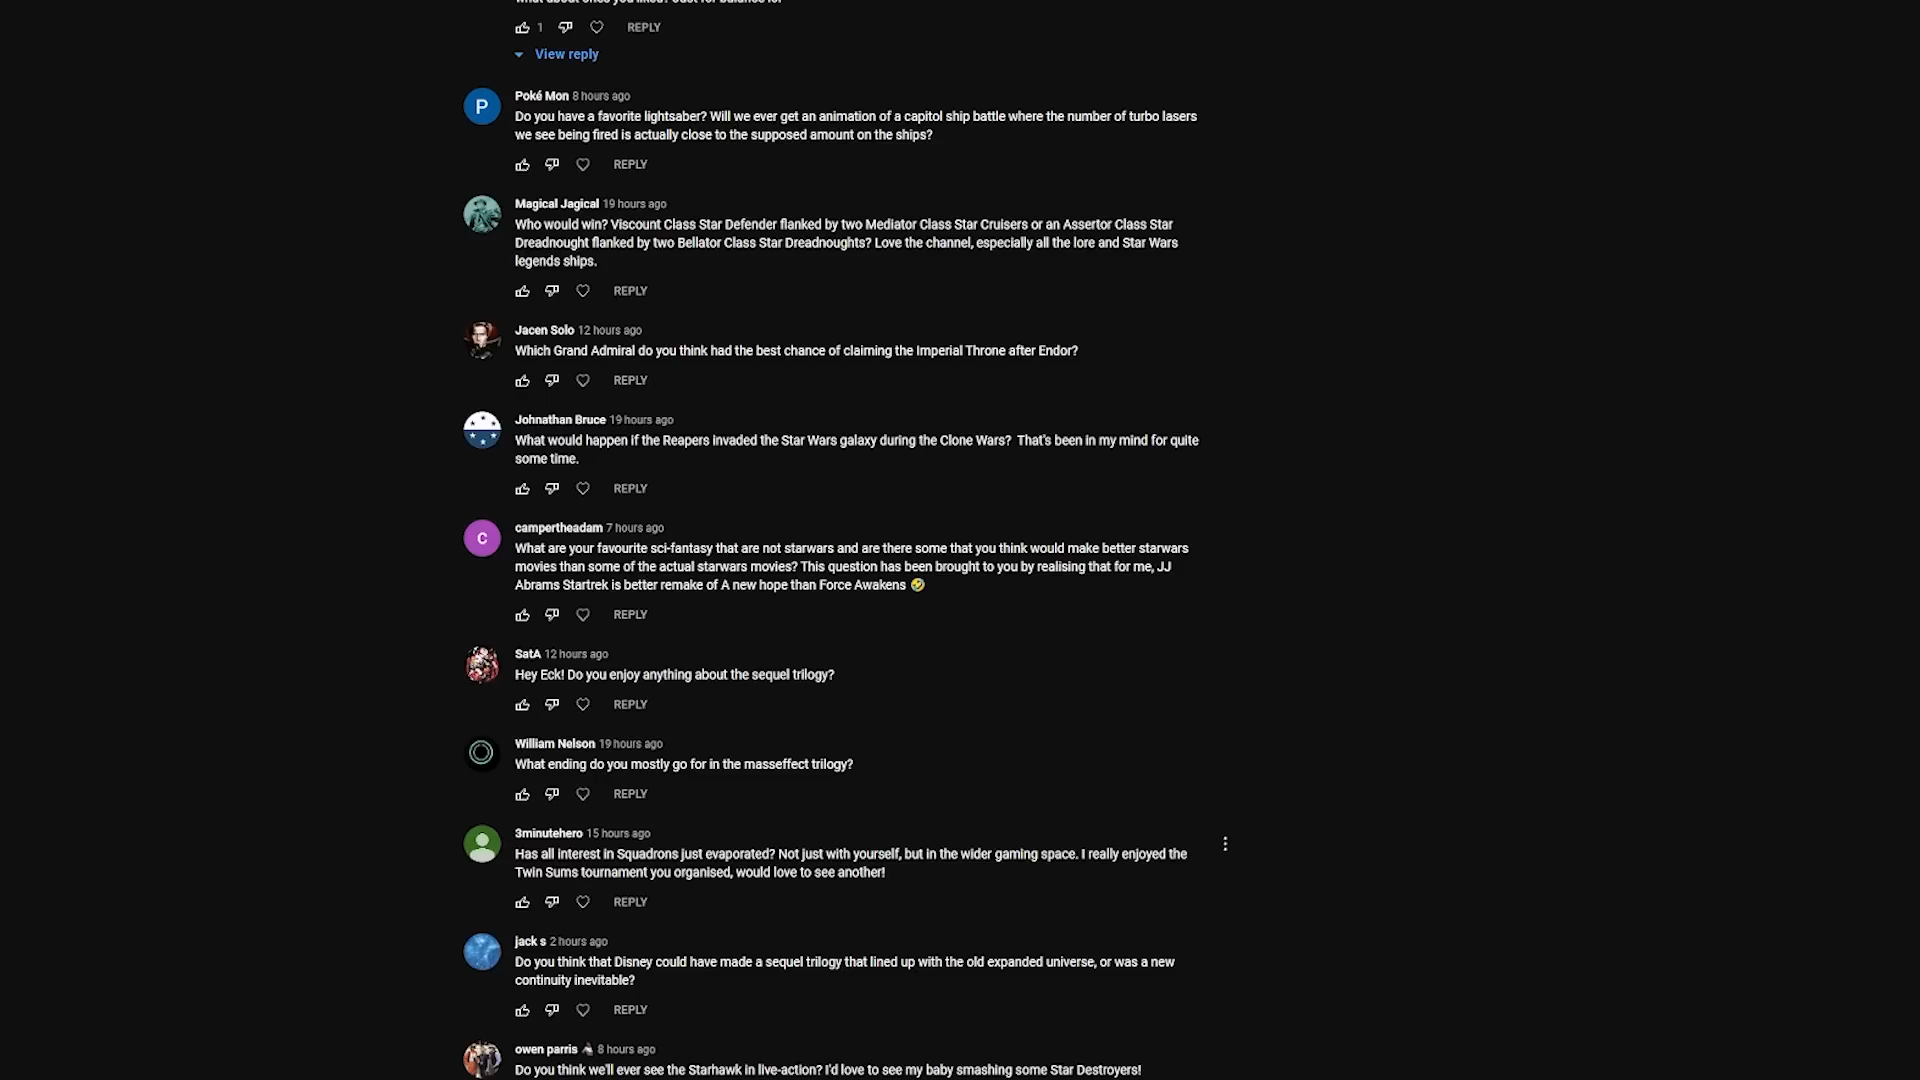 1 REPLY
View reply
P
Poké Mon 8 hours ago
Do you have a favorite lightsaber? Will we ever get an animation of a capitol ship battle where the number of turbo lasers
we see being fired is actually close to the supposed amount on the ships?
REPLY
Magical Jagical 19 hours ago
Who would win? Viscount Class Star Defender flanked by two Mediator Class Star Cruisers or an Assertor Class Star
Dreadnought flanked by two Bellator Class Star Dreadnoughts? Love the channel, especially all the lore and Star Wars
legends ships.
REPLY
Jacen Solo 12 hours ago
Which Grand Admiral do you think had the best chance of claiming the Imperial Throne after Endor?
REPLY
Johnathan Bruce 19 hours ago
What would happen if the Reapers invaded the Star Wars galaxy during the Clone Wars? That's been in my mind for quite
some time.
REPLY
C
campertheadam 7 hours ago
What are your favourite sci-fantasy that are not starwars and are there some that you think would make better starwars
movies than some of the actual starwars movies? This question has been brought to you by realising that for me, JJ
Abrams Startrek is better remake of A new hope than Force Awakens 🤣
REPLY
SatA 12 hours ago
Hey Eck! Do you enjoy anything about the sequel trilogy?
REPLY
William Nelson 19 hours ago
What ending do you mostly go for in the masseffect trilogy?
REPLY
3minutehero 15 hours ago
Has all interest in Squadrons just evaporated? Not just with yourself, but in the wider gaming space. I really enjoyed the
Twin Sums tournament you organised, would love to see another!
REPLY
jack s 2 hours ago
Do you think that Disney could have made a sequel trilogy that lined up with the old expanded universe, or was a new
continuity inevitable?
REPLY
owen parris 8 hours ago
Do you think we'll ever see the Starhawk in live-action? I'd love to see my baby smashing some Star Destroyers!